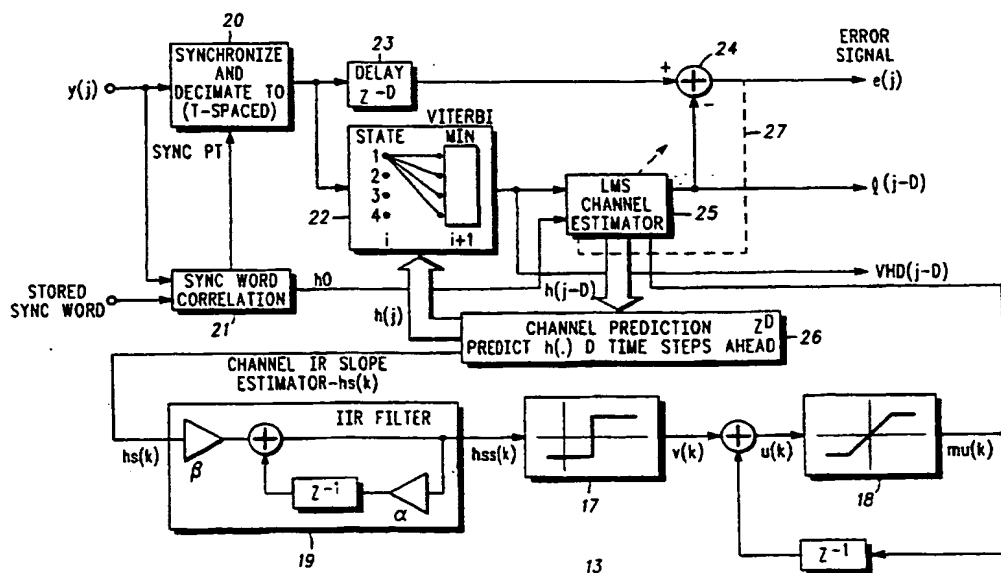 20
SYNCHRONIZE
AND
DECIMATE TO
(T-SPACED)
y(j)
SYNC PT
23
DELAY
Z⁻ᴰ
24
+
-
ERROR
SIGNAL
e(j)
27
VITERBI
STATE
MIN
1
2
3
4
i
i+1
22
LMS
CHANNEL
ESTIMATOR
25
ℓ(j-D)
VHD(j-D)
STORED
SYNC WORD
SYNC WORD
CORRELATION
21'
h0
h(j)
h(j-D)
CHANNEL PREDICTION Zᴰ
PREDICT h(.) D TIME STEPS AHEAD
26
CHANNEL IR SLOPE
ESTIMATOR-hs(k)
IIR FILTER
hs(k)
β
Z⁻ⁱ
α
19
hss(k)
17
v(k)
u(k)
18
mu(k)
Z⁻¹
13